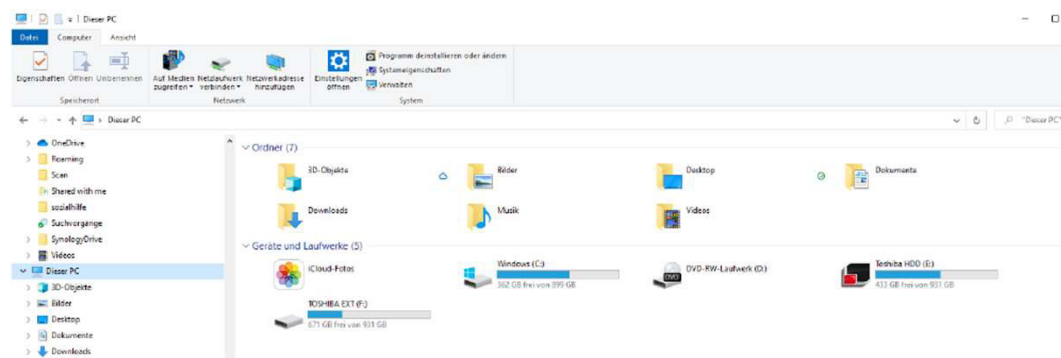 Dieser PC
Datei Computer Ansicht
Eigenschaften Öffnen Umbenennen
Auf Medien zugreifen Netzlaufwerk verbinden Netzwerkadresse hinzufügen
Einstellungen öffnen
Programm deinstallieren oder ändern
Systemeigenschaften
Verwalten
Speicherort Netzwerk System
Dieser PC
"Dieser PC"
OneDrive
Roaming
Scan
Shared with me
sozialhilfe
Suchvorgänge
SynologyDrive
Videos
Dieser PC
3D-Objekte
Bilder
Desktop
Dokumente
Downloads
Ordner (7)
3D-Objekte Bilder Desktop Dokumente
Downloads Musik Videos
Geräte und Laufwerke (5)
iCloud-Fotos
Windows (C:)
362 GB frei von 899 GB
DVD-RW-Laufwerk (D:)
DVD
Toshiba HDD (E:)
433 GB frei von 931 GB
TOSHIBA EXT (F:)
671 GB frei von 931 GB